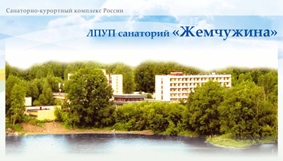 Санаторно-курортный комплекс России
ЛПУП санаторий «Жемчужина»